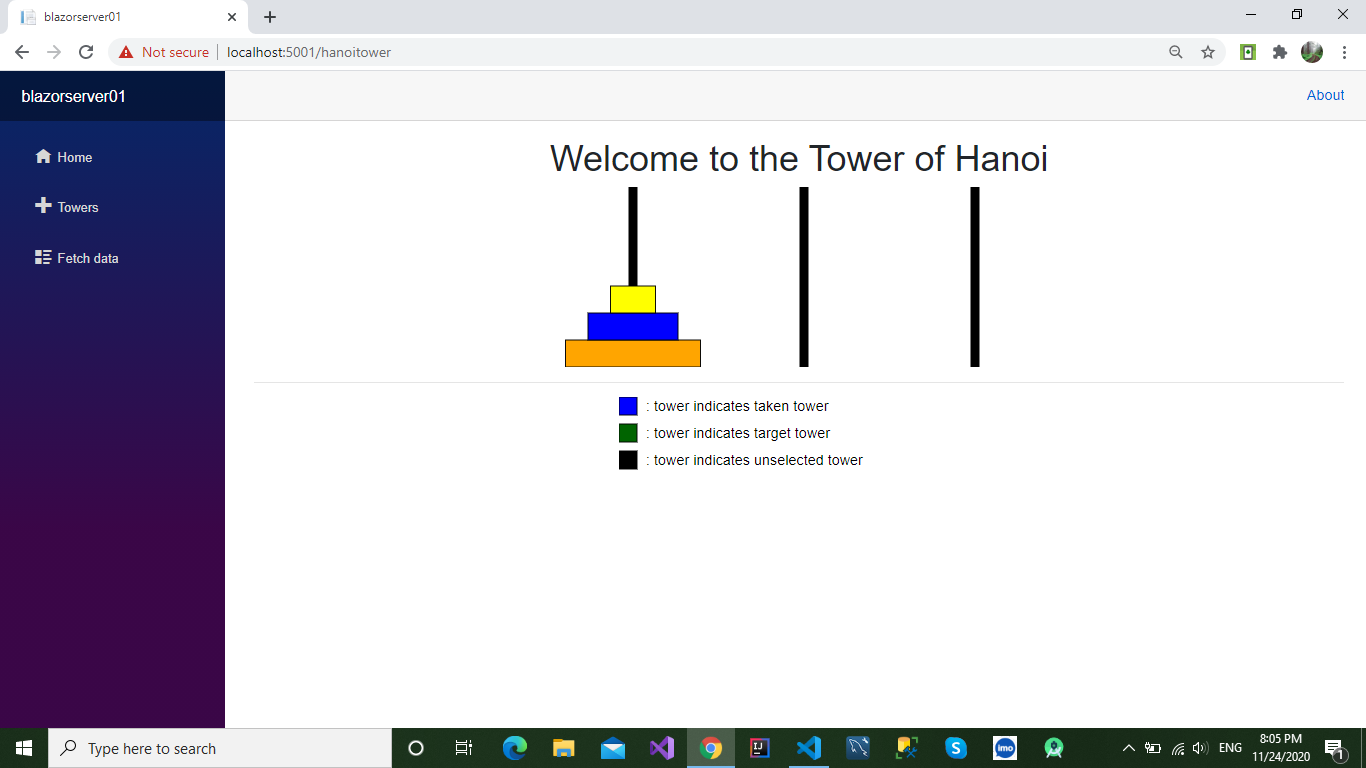 blazorserver01
Not secure localhost:5001/hanoitower
blazorserver01
About
Home
Towers
Fetch data
Welcome to the Tower of Hanoi
: tower indicates taken tower
: tower indicates target tower
: tower indicates unselected tower
Type here to search
IJ
S
imo
ENG
8:05 PM
11/24/2020
1